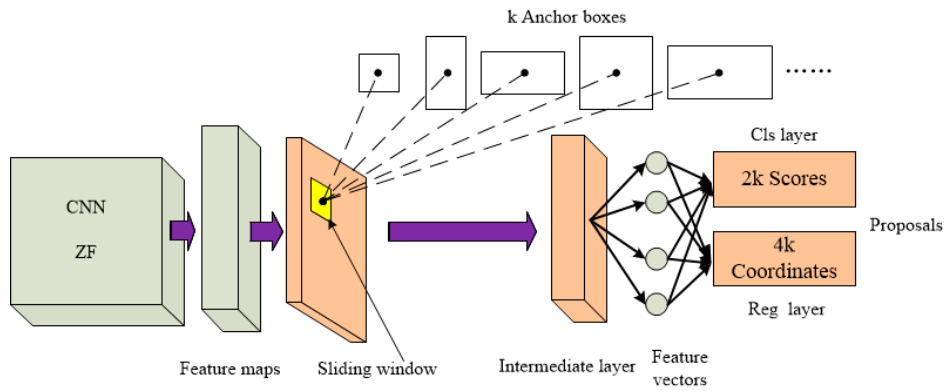 k Anchor boxes
......
CNN
ZF
Cls layer
2k Scores
4k
Coordinates
Reg layer
Proposals
Feature maps
Sliding window
Intermediate layer
Feature
vectors